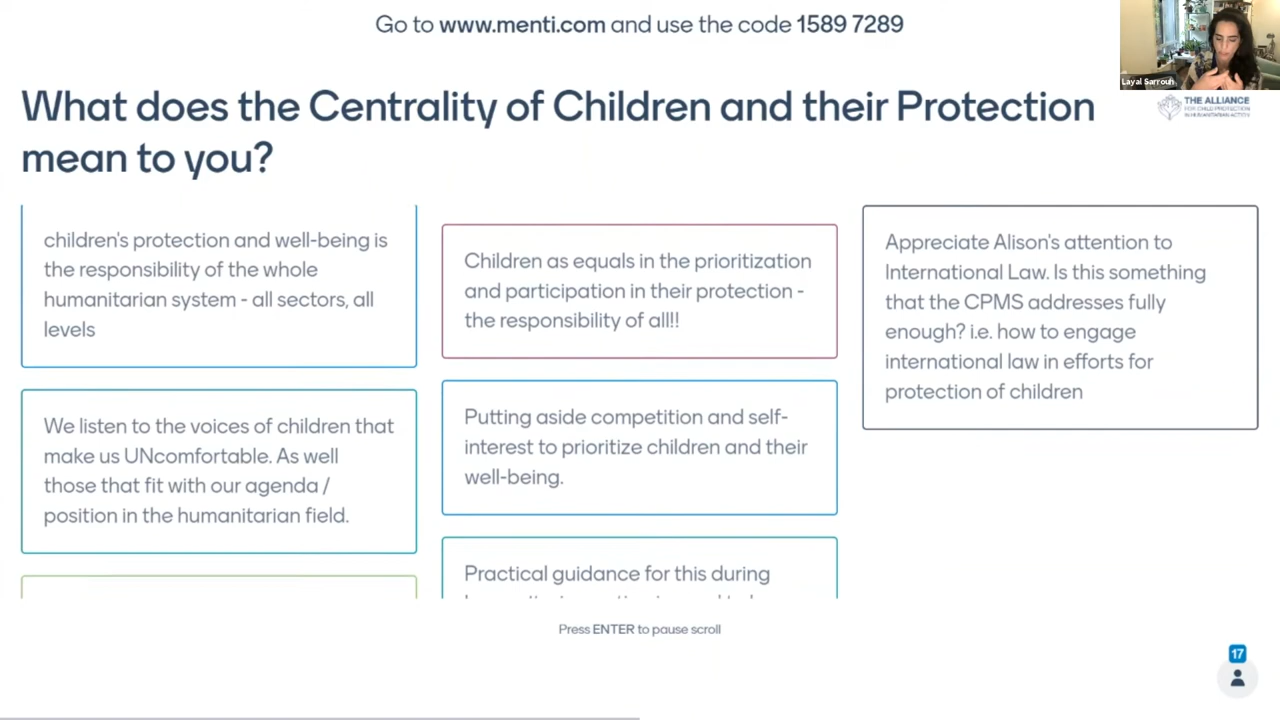 Go to www.menti.com and use the code 1589 7289
Layal Sarrouh
What does the Centrality of Children and their Protection
mean to you?
THE ALLIANCE
FOR CHILD PROTECTION
IN HUMANITARIAN ACTION
children's protection and well-being is
the responsibility of the whole
humanitarian system - all sectors, all
levels
We listen to the voices of children that
make us UNcomfortable. As well
those that fit with our agenda /
position in the humanitarian field.
Children as equals in the prioritization
and participation in their protection -
the responsibility of all!!
Putting aside competition and self-
interest to prioritize children and their
well-being.
Practical guidance for this during
Appreciate Alison's attention to
International Law. Is this something
that the CPMS addresses fully
enough? i.e. how to engage
international law in efforts for
protection of children
Press ENTER to pause scroll
17